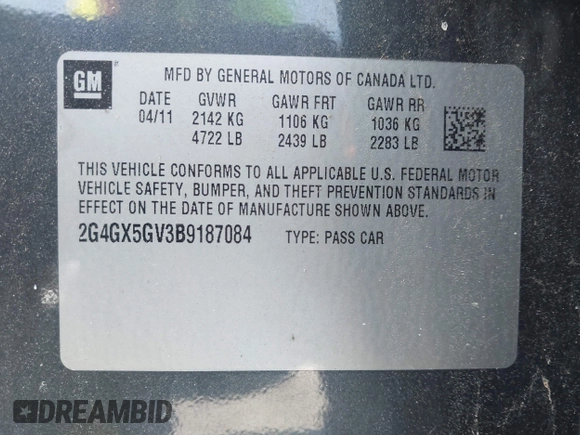 GM
MFD BY GENERAL MOTORS OF CANADA LTD.
DATE GVWR GAWR FRT GAWR RR
04/11 2142 KG 1106 KG 1036 KG
4722 LB 2439 LB 2283 LB
THIS VEHICLE CONFORMS TO ALL APPLICABLE U.S. FEDERAL MOTOR
VEHICLE SAFETY, BUMPER, AND THEFT PREVENTION STANDARDS IN
EFFECT ON THE DATE OF MANUFACTURE SHOWN ABOVE.
2G4GX5GV3B9187084 TYPE: PASS CAR
DREAMBID